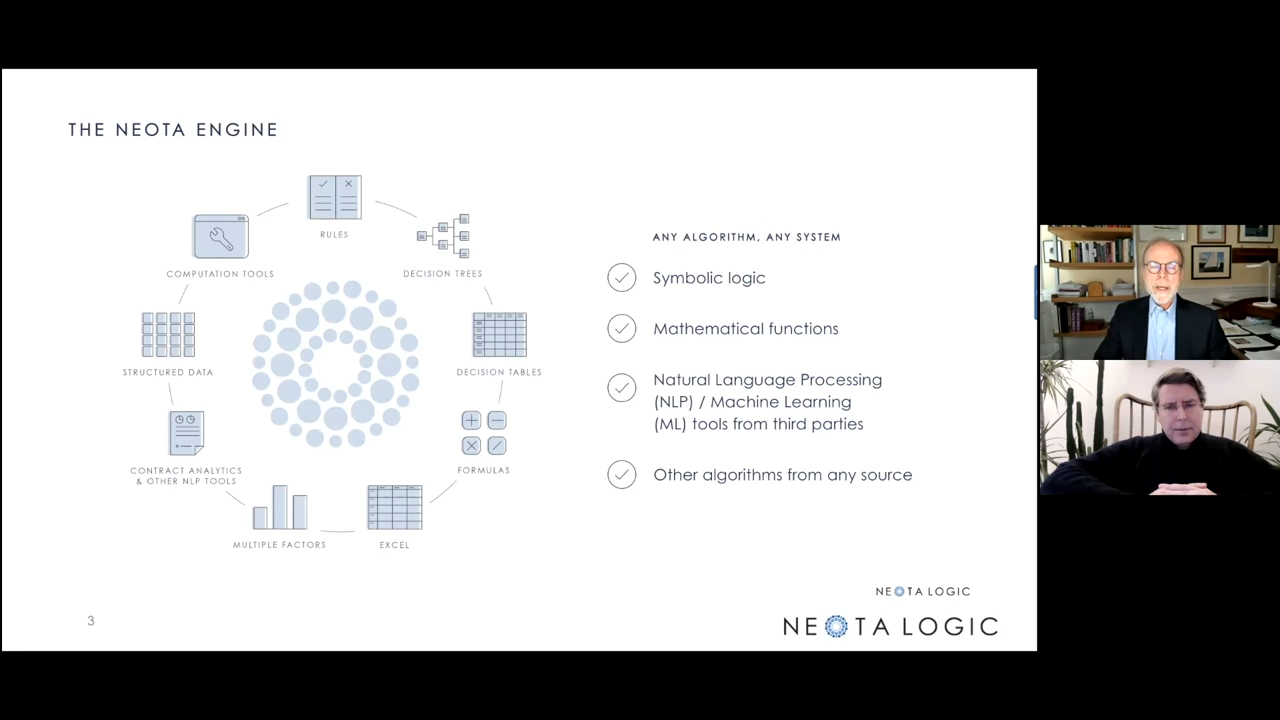 THE NEOTA ENGINE
RULES
COMPUTATION TOOLS
DECISION TREES
STRUCTURED DATA
DECISION TABLES
CONTRACT ANALYTICS
& OTHER NLP TOOLS
FORMULAS
MULTIPLE FACTORS
EXCEL
ANY ALGORITHM, ANY SYSTEM
Symbolic logic
Mathematical functions
Natural Language Processing
(NLP) / Machine Learning
(ML) tools from third parties
Other algorithms from any source
NEOTA LOGIC
NEOTA LOGIC
3